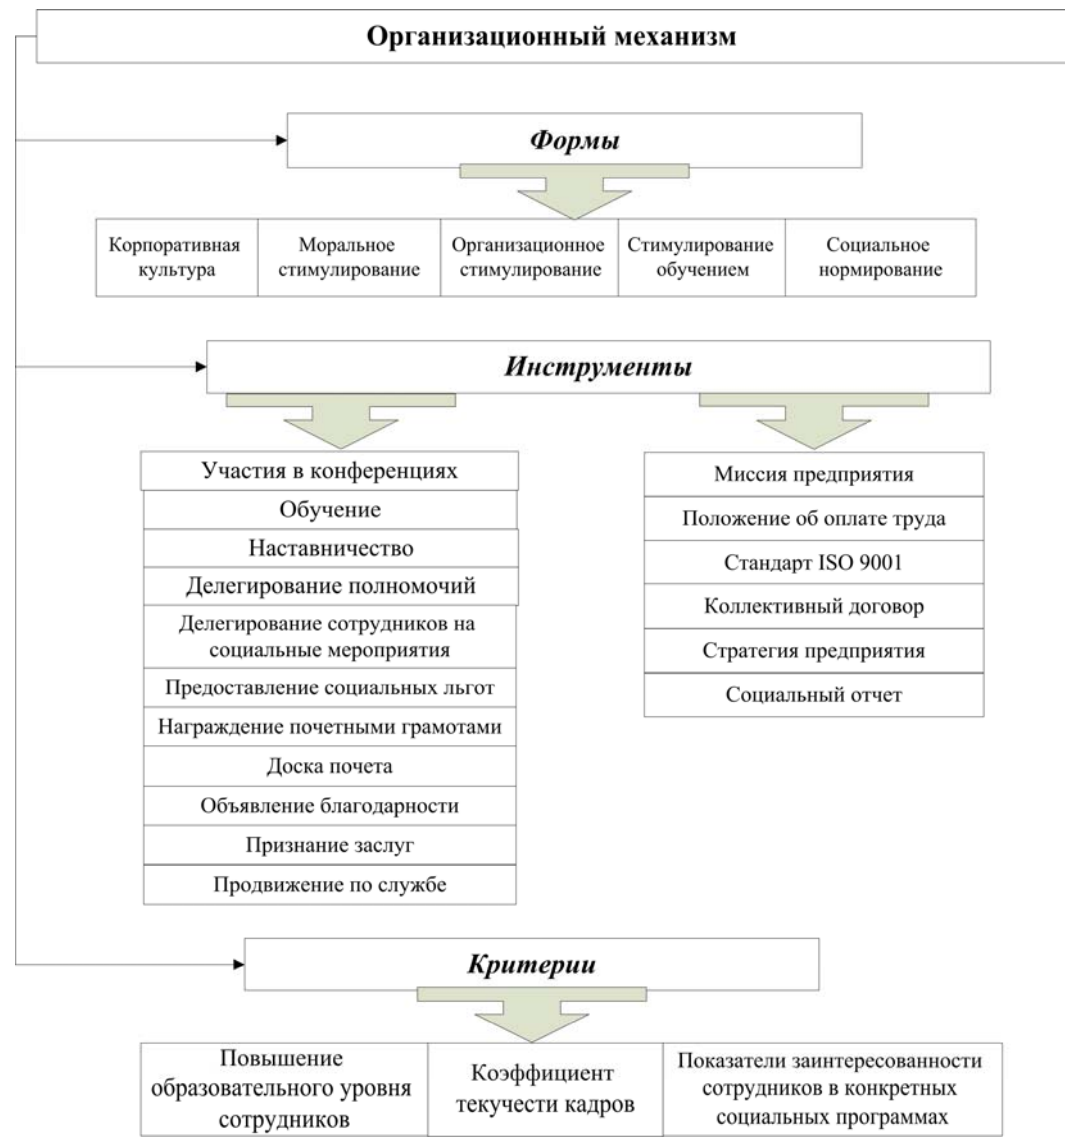 Организационный механизм
Формы
Корпоративная
культура
Моральное
стимулирование
Организационное
стимулирование
Стимулирование
обучением
Социальное
нормирование
Инструменты
Участия в конференциях
Обучение
Наставничество
Делегирование полномочий
Делегирование сотрудников на
социальные мероприятия
Предоставление социальных льгот
Награждение почетными грамотами
Доска почета
Объявление благодарности
Признание заслуг
Продвижение по службе
Миссия предприятия
Положение об оплате труда
Стандарт ISO 9001
Коллективный договор
Стратегия предприятия
Социальный отчет
Критерии
Повышение
образовательного уровня
сотрудников
Коэффициент
текучести кадров
Показатели заинтересованности
сотрудников в конкретных
социальных программах